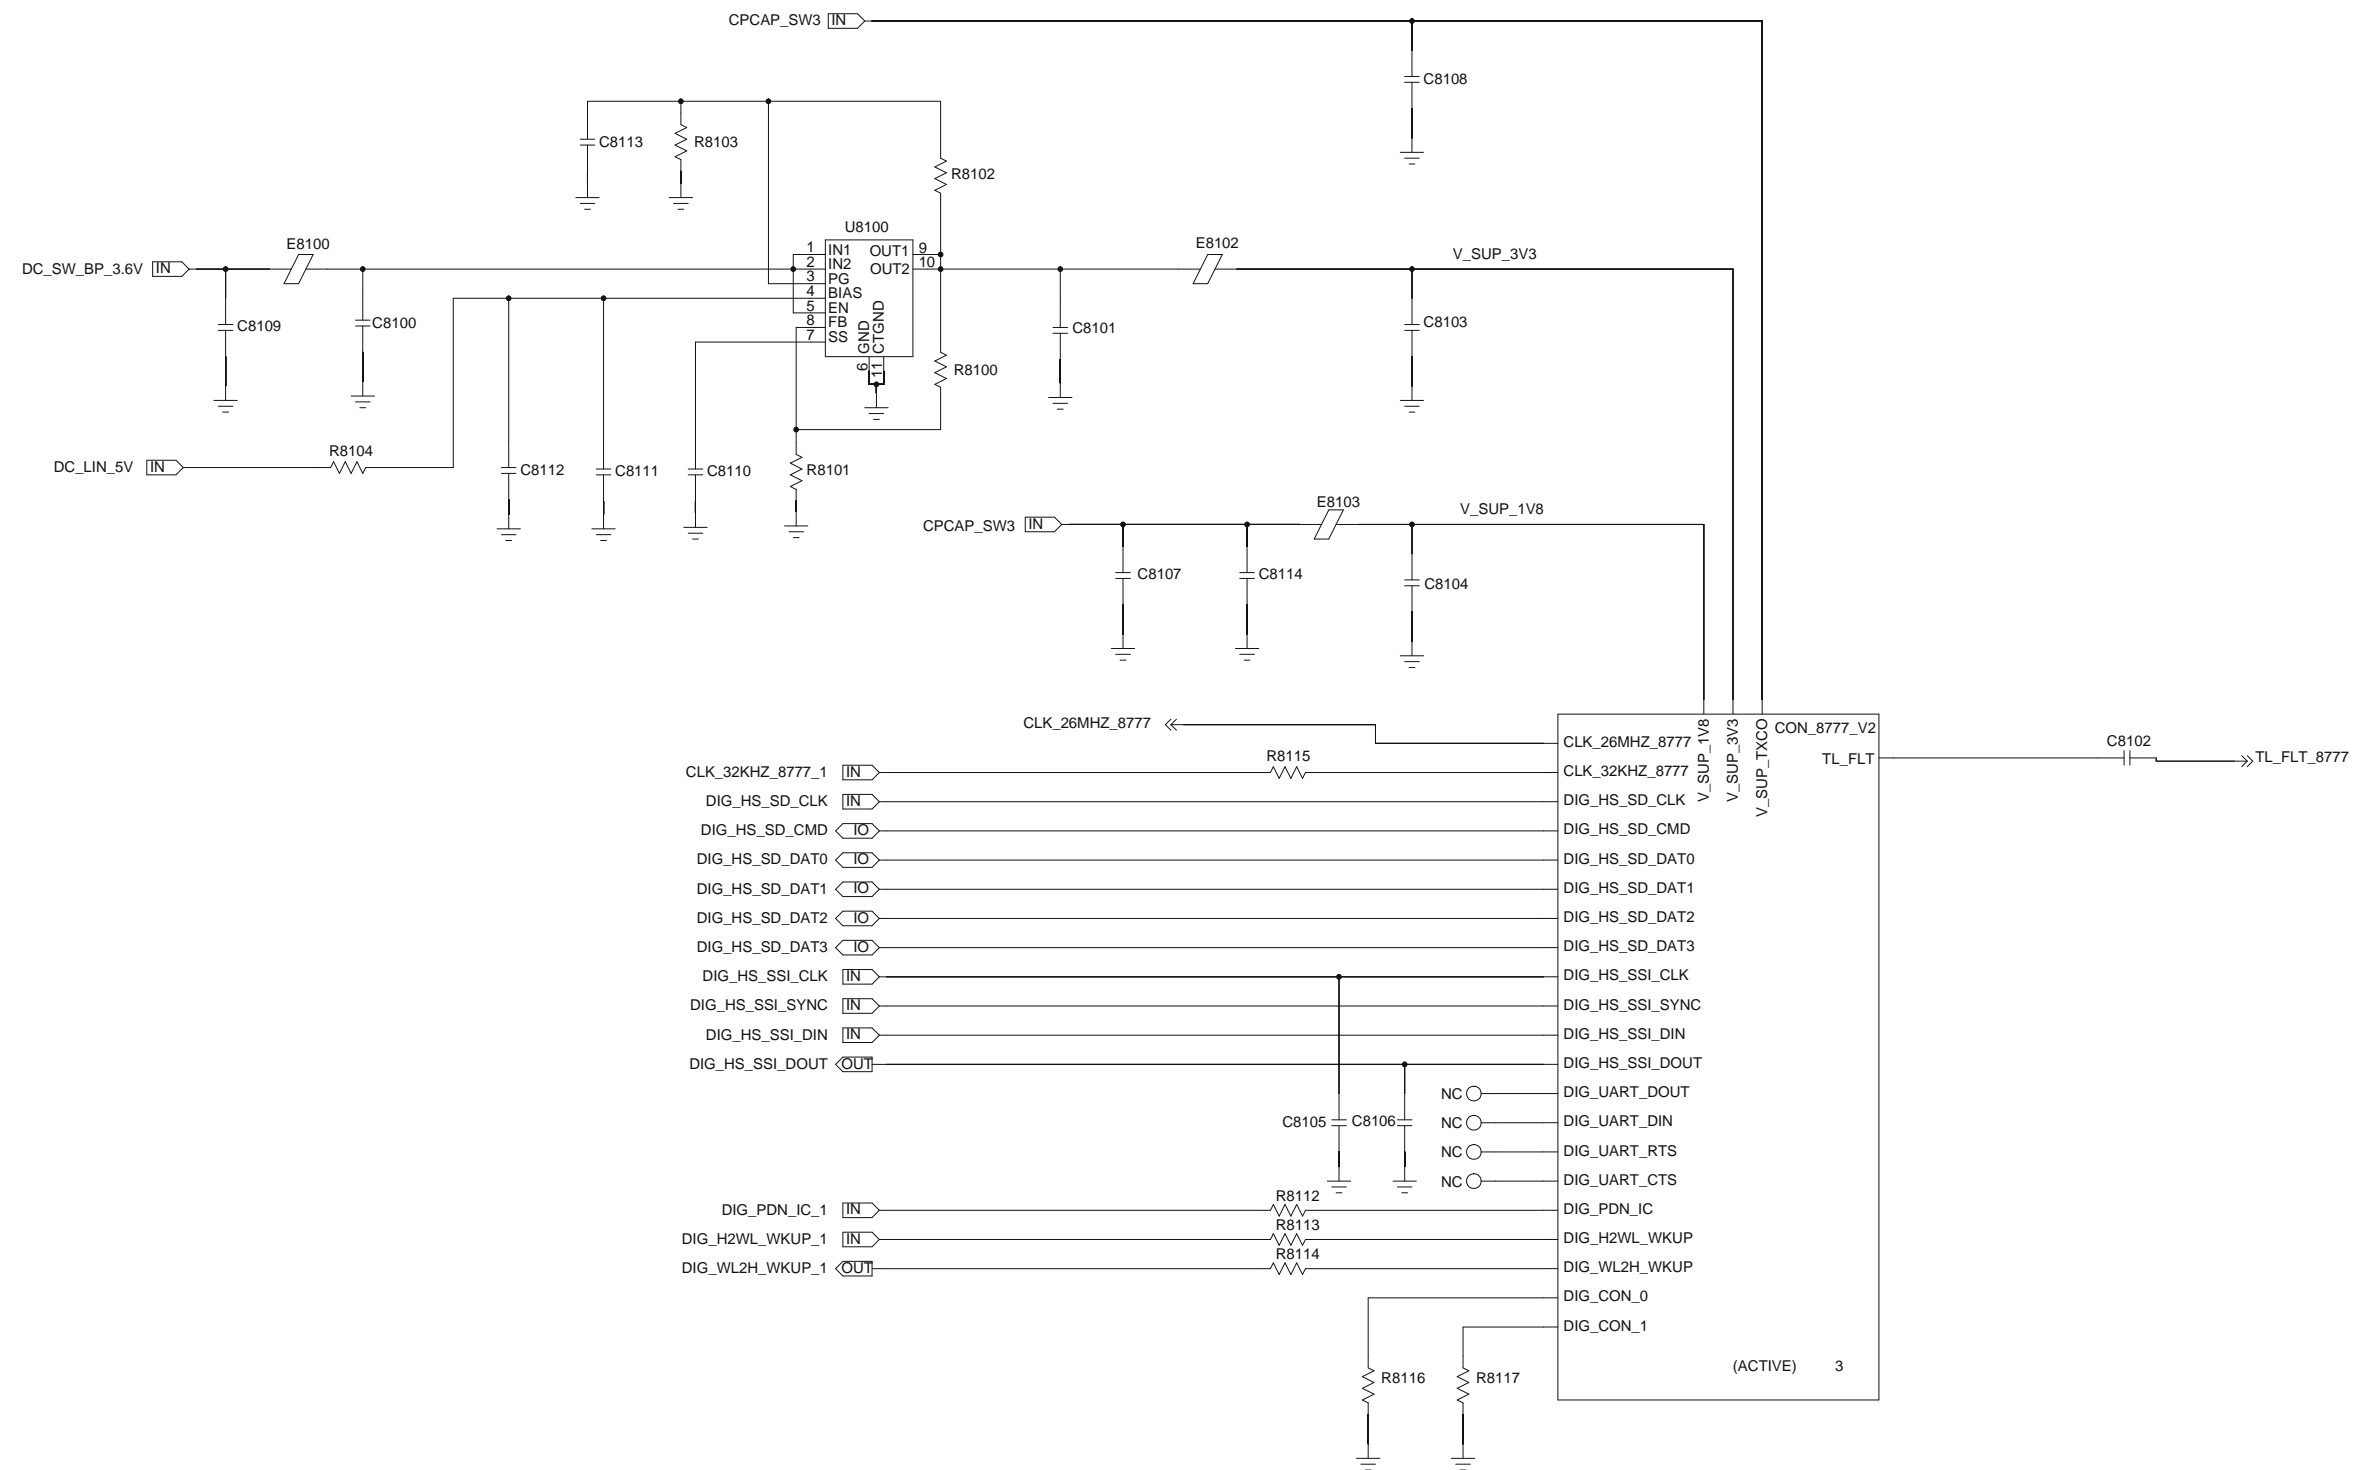 CPCAP_SW3 IN
C8108
C8113
R8103
R8102
U8100
DC_SW_BP_3.6V IN
E8100
1 IN1
2 IN2
3 PG
4 BIAS
5 EN
8 FB
7 SS
OUT1 9
OUT2 10
GND 6
CTGND 11
E8102
V_SUP_3V3
C8109
C8100
C8101
C8103
R8100
DC_LIN_5V IN
R8104
C8112
C8111
C8110
R8101
CPCAP_SW3 IN
E8103
V_SUP_1V8
C8107
C8114
C8104
CLK_26MHZ_8777
CLK_26MHZ_8777
V_SUP_1V8
V_SUP_3V3
V_SUP_TXCO
CON_8777_V2
TL_FLT
C8102
TL_FLT_8777
CLK_32KHZ_8777_1 IN
R8115
CLK_32KHZ_8777
DIG_HS_SD_CLK IN
DIG_HS_SD_CLK
DIG_HS_SD_CMD IO
DIG_HS_SD_CMD
DIG_HS_SD_DAT0 IO
DIG_HS_SD_DAT0
DIG_HS_SD_DAT1 IO
DIG_HS_SD_DAT1
DIG_HS_SD_DAT2 IO
DIG_HS_SD_DAT2
DIG_HS_SD_DAT3 IO
DIG_HS_SD_DAT3
DIG_HS_SSI_CLK IN
DIG_HS_SSI_CLK
DIG_HS_SSI_SYNC IN
DIG_HS_SSI_SYNC
DIG_HS_SSI_DIN IN
DIG_HS_SSI_DIN
DIG_HS_SSI_DOUT OUT
DIG_HS_SSI_DOUT
NC
DIG_UART_DOUT
C8105
C8106
NC
DIG_UART_DIN
NC
DIG_UART_RTS
NC
DIG_UART_CTS
DIG_PDN_IC_1 IN
R8112
DIG_PDN_IC
DIG_H2WL_WKUP_1 IN
R8113
DIG_H2WL_WKUP
DIG_WL2H_WKUP_1 OUT
R8114
DIG_WL2H_WKUP
DIG_CON_0
DIG_CON_1
(ACTIVE) 3
R8116
R8117